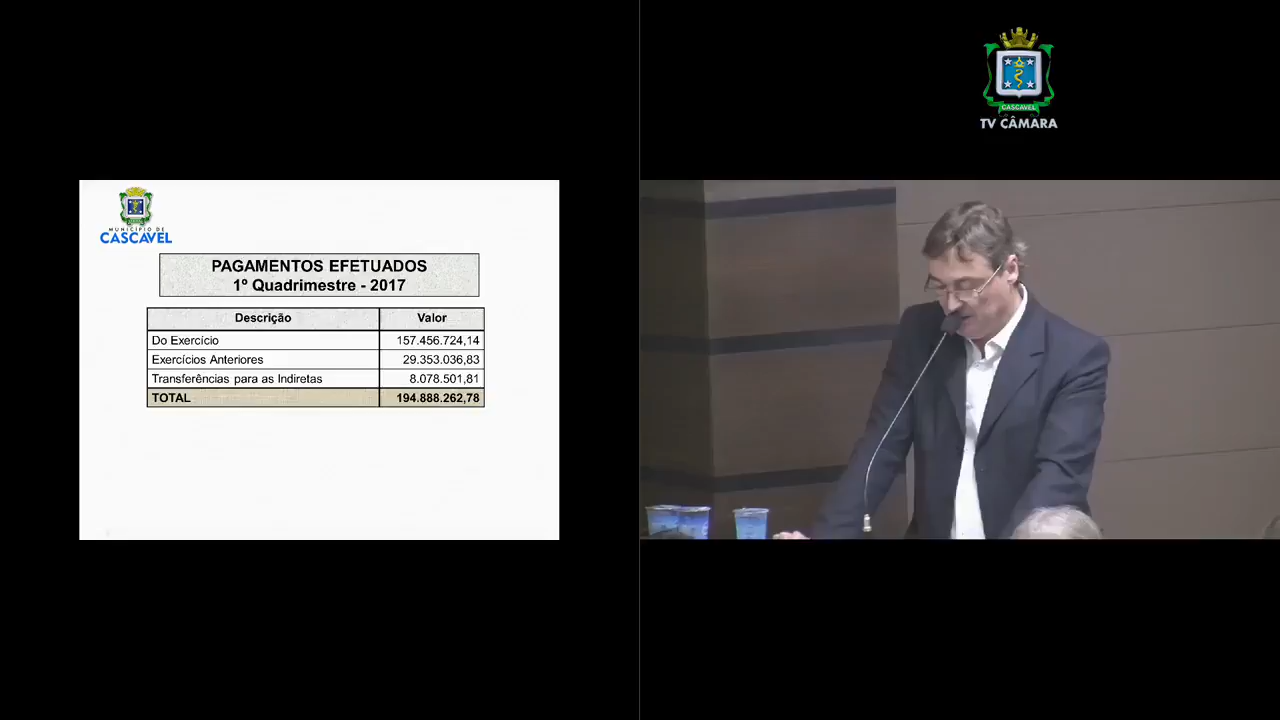 MUNICÍPIO DE
CASCAVEL
PAGAMENTOS EFETUADOS
1º Quadrimestre - 2017
Descrição Valor
Do Exercício 157.456.724,14
Exercícios Anteriores 29.353.036,83
Transferências para as Indiretas 8.078.501,81
TOTAL 194.888.262,78
CASCAVEL
TV CÂMARA